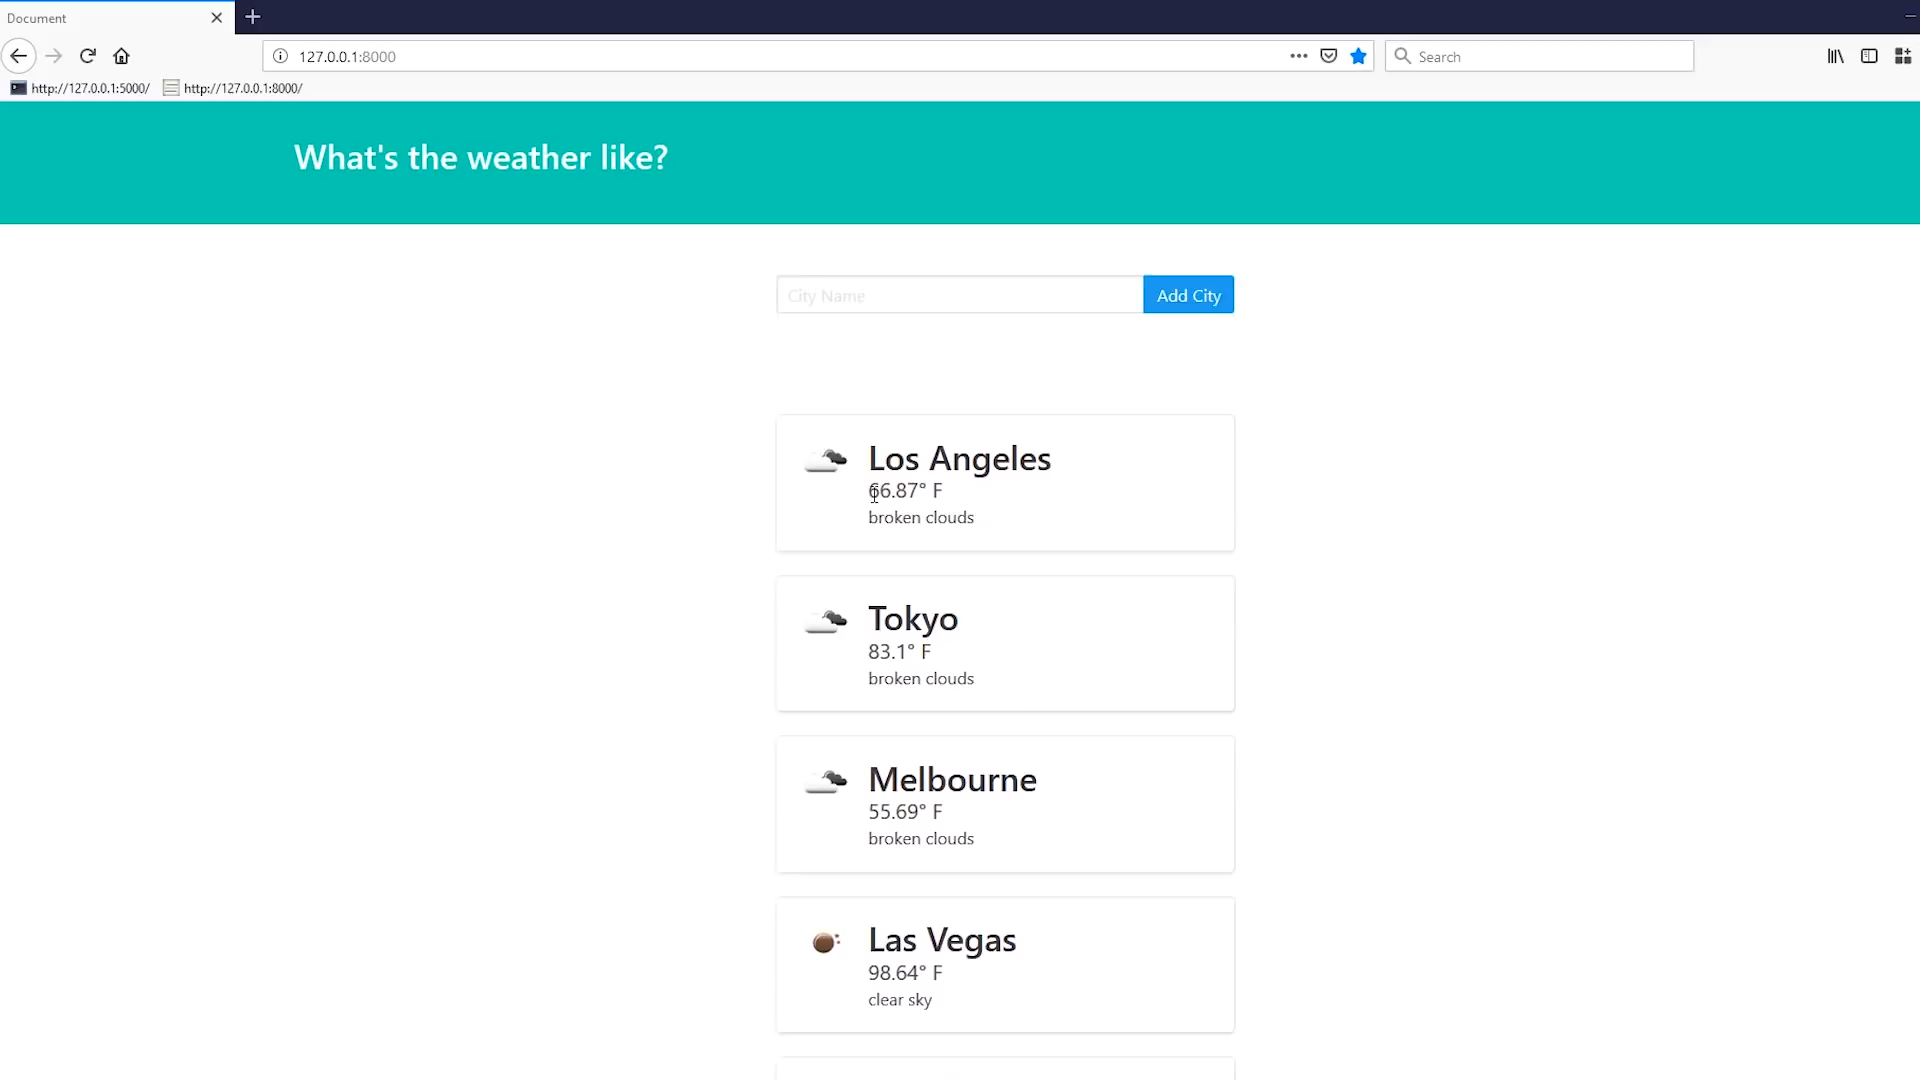 Document
127.0.0.1:8000
Search
http://127.0.0.1:5000/
http://127.0.0.1:8000/
What's the weather like?
City Name
Add City
Los Angeles
66.87° F
broken clouds
Tokyo
83.1° F
broken clouds
Melbourne
55.69° F
broken clouds
Las Vegas
98.64° F
clear sky